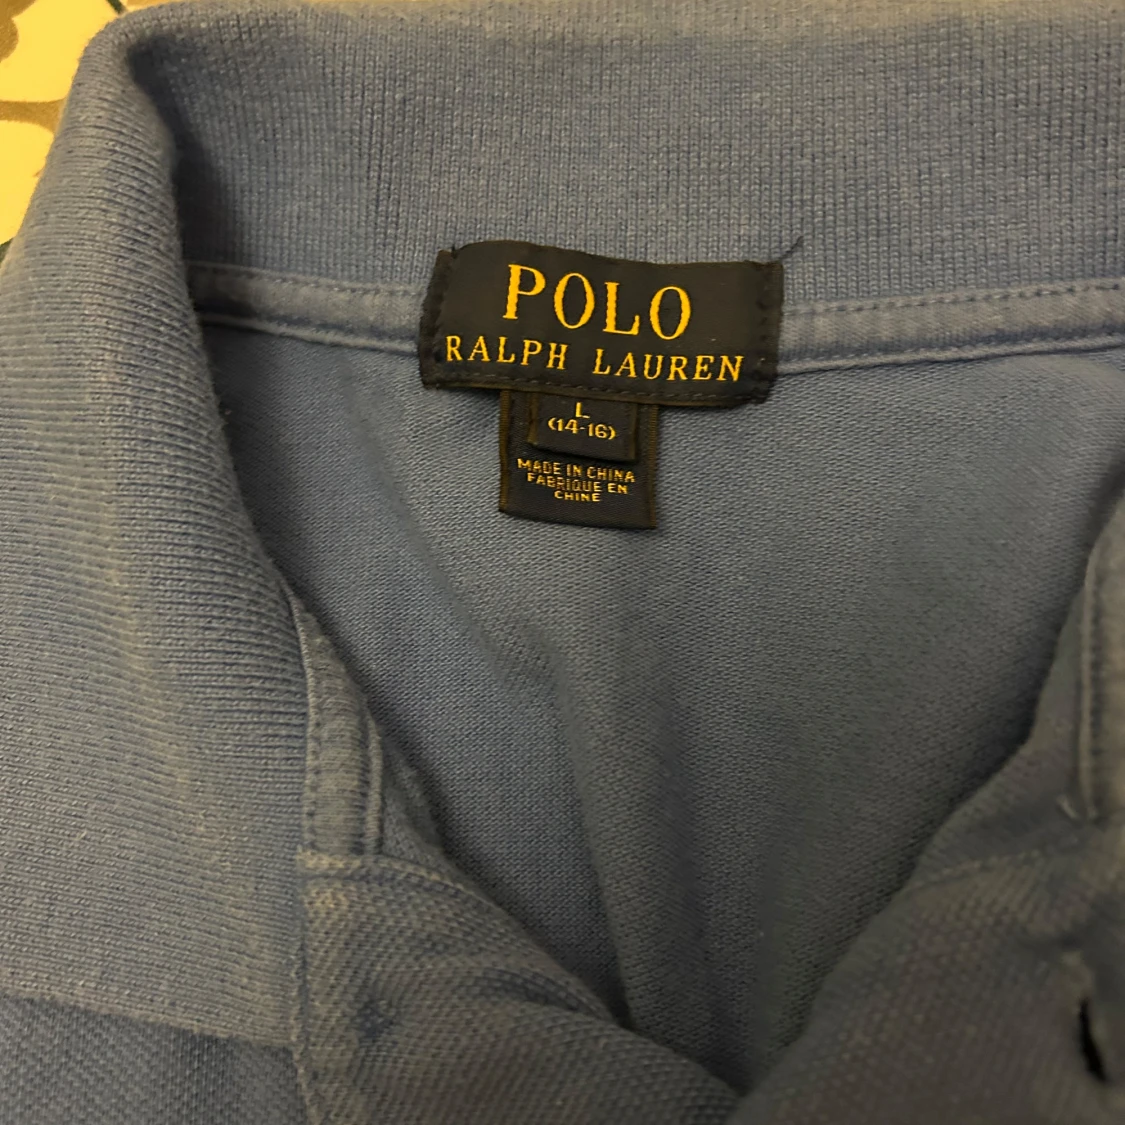 POLO
RALPH LAUREN
L
(14-16)
MADE IN CHINA
FABRIQUE EN
CHINE